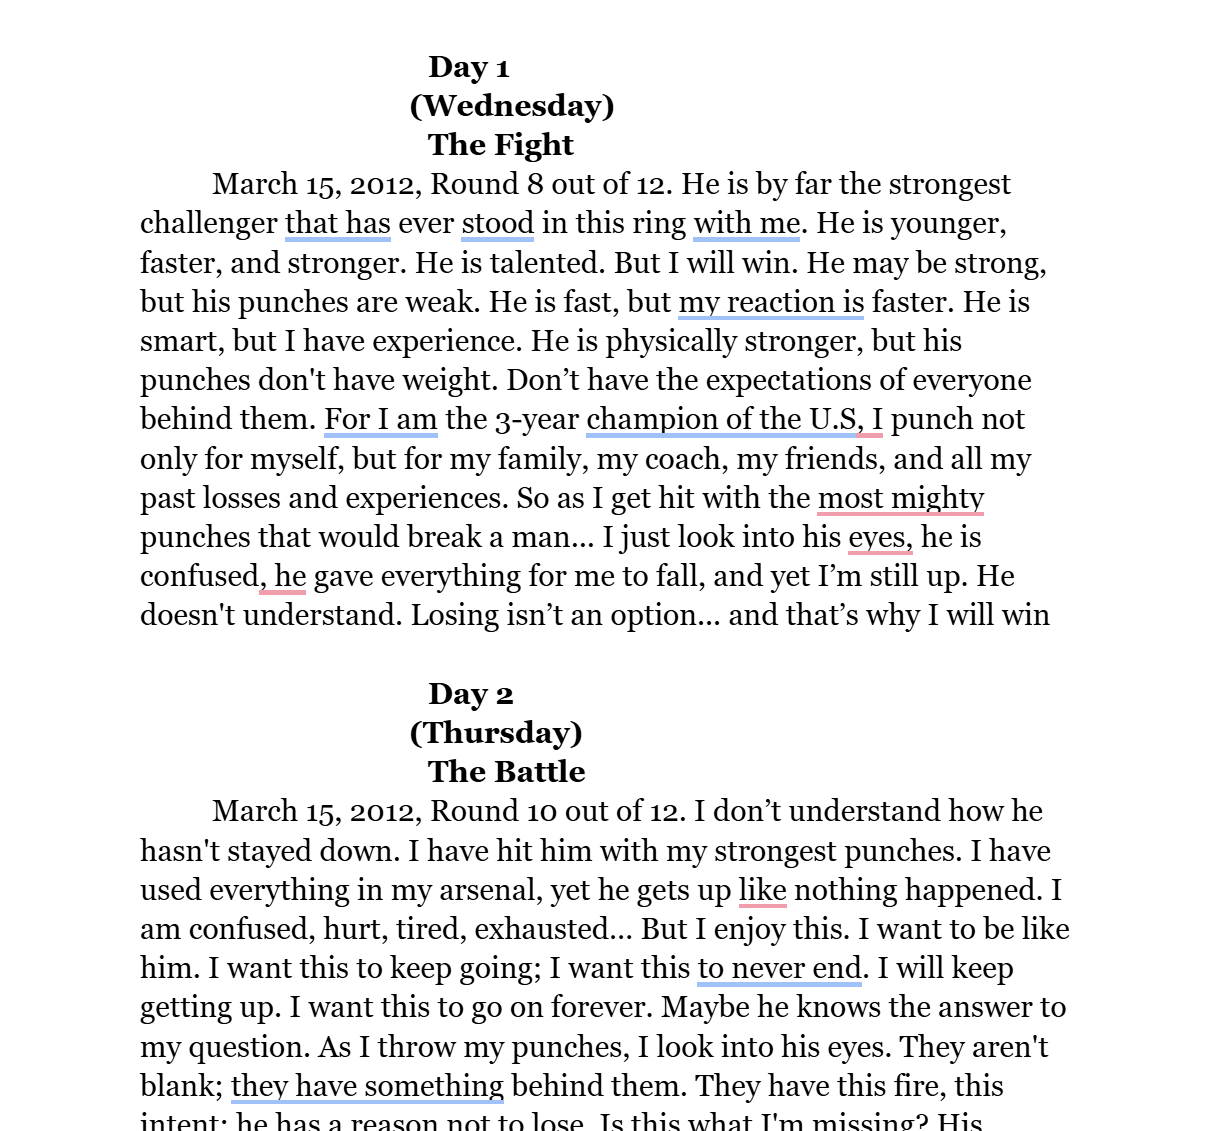 Day 1
(Wednesday)
The Fight
March 15, 2012, Round 8 out of 12. He is by far the strongest
challenger that has ever stood in this ring with me. He is younger,
faster, and stronger. He is talented. But I will win. He may be strong,
but his punches are weak. He is fast, but my reaction is faster. He is
smart, but I have experience. He is physically stronger, but his
punches don't have weight. Don’t have the expectations of everyone
behind them. For I am the 3-year champion of the U.S, I punch not
only for myself, but for my family, my coach, my friends, and all my
past losses and experiences. So as I get hit with the most mighty
punches that would break a man... I just look into his eyes, he is
confused, he gave everything for me to fall, and yet I’m still up. He
doesn't understand. Losing isn’t an option... and that’s why I will win
Day 2
(Thursday)
The Battle
March 15, 2012, Round 10 out of 12. I don’t understand how he
hasn't stayed down. I have hit him with my strongest punches. I have
used everything in my arsenal, yet he gets up like nothing happened. I
am confused, hurt, tired, exhausted... But I enjoy this. I want to be like
him. I want this to keep going; I want this to never end. I will keep
getting up. I want this to go on forever. Maybe he knows the answer to
my question. As I throw my punches, I look into his eyes. They aren't
blank; they have something behind them. They have this fire, this
intent; he has a reason not to lose. Is this what I'm missing? His